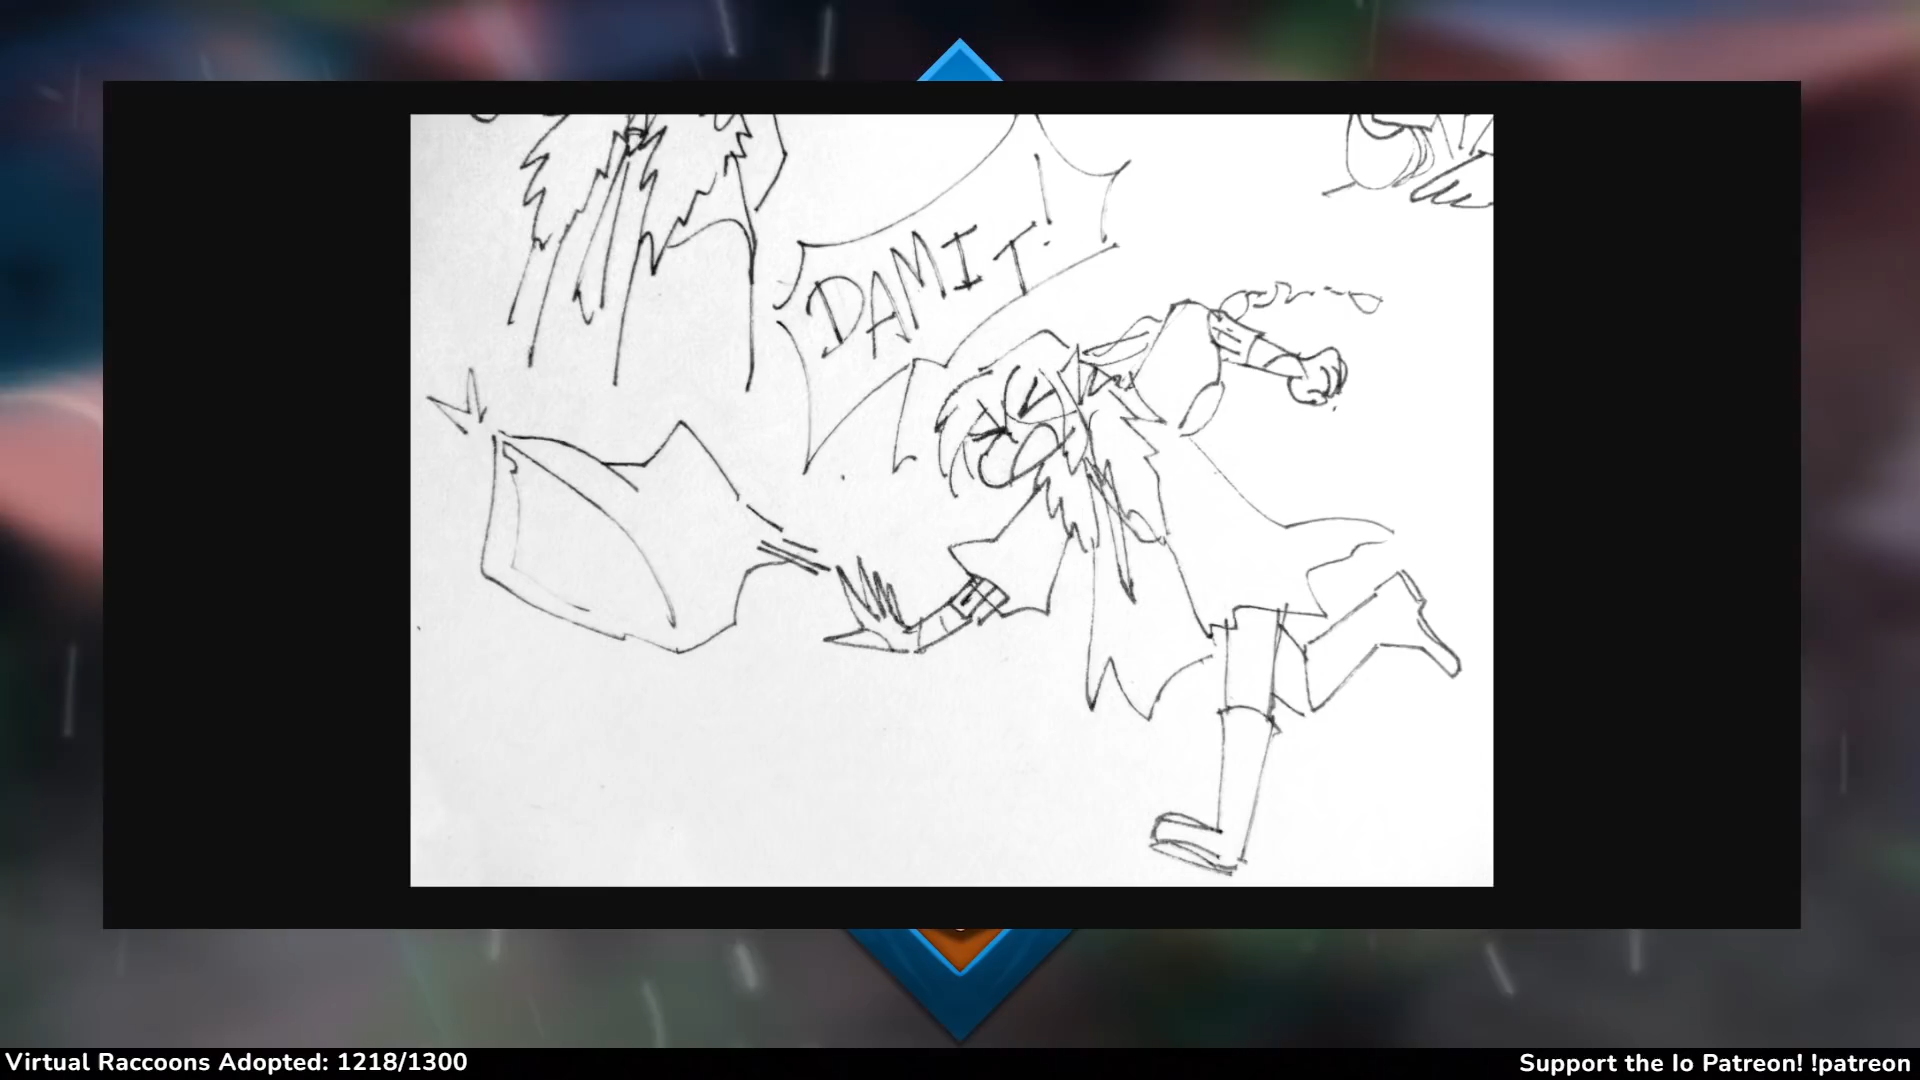 DAMIT!
Virtual Raccoons Adopted: 1218/1300
Support the Io Patreon! !patreon